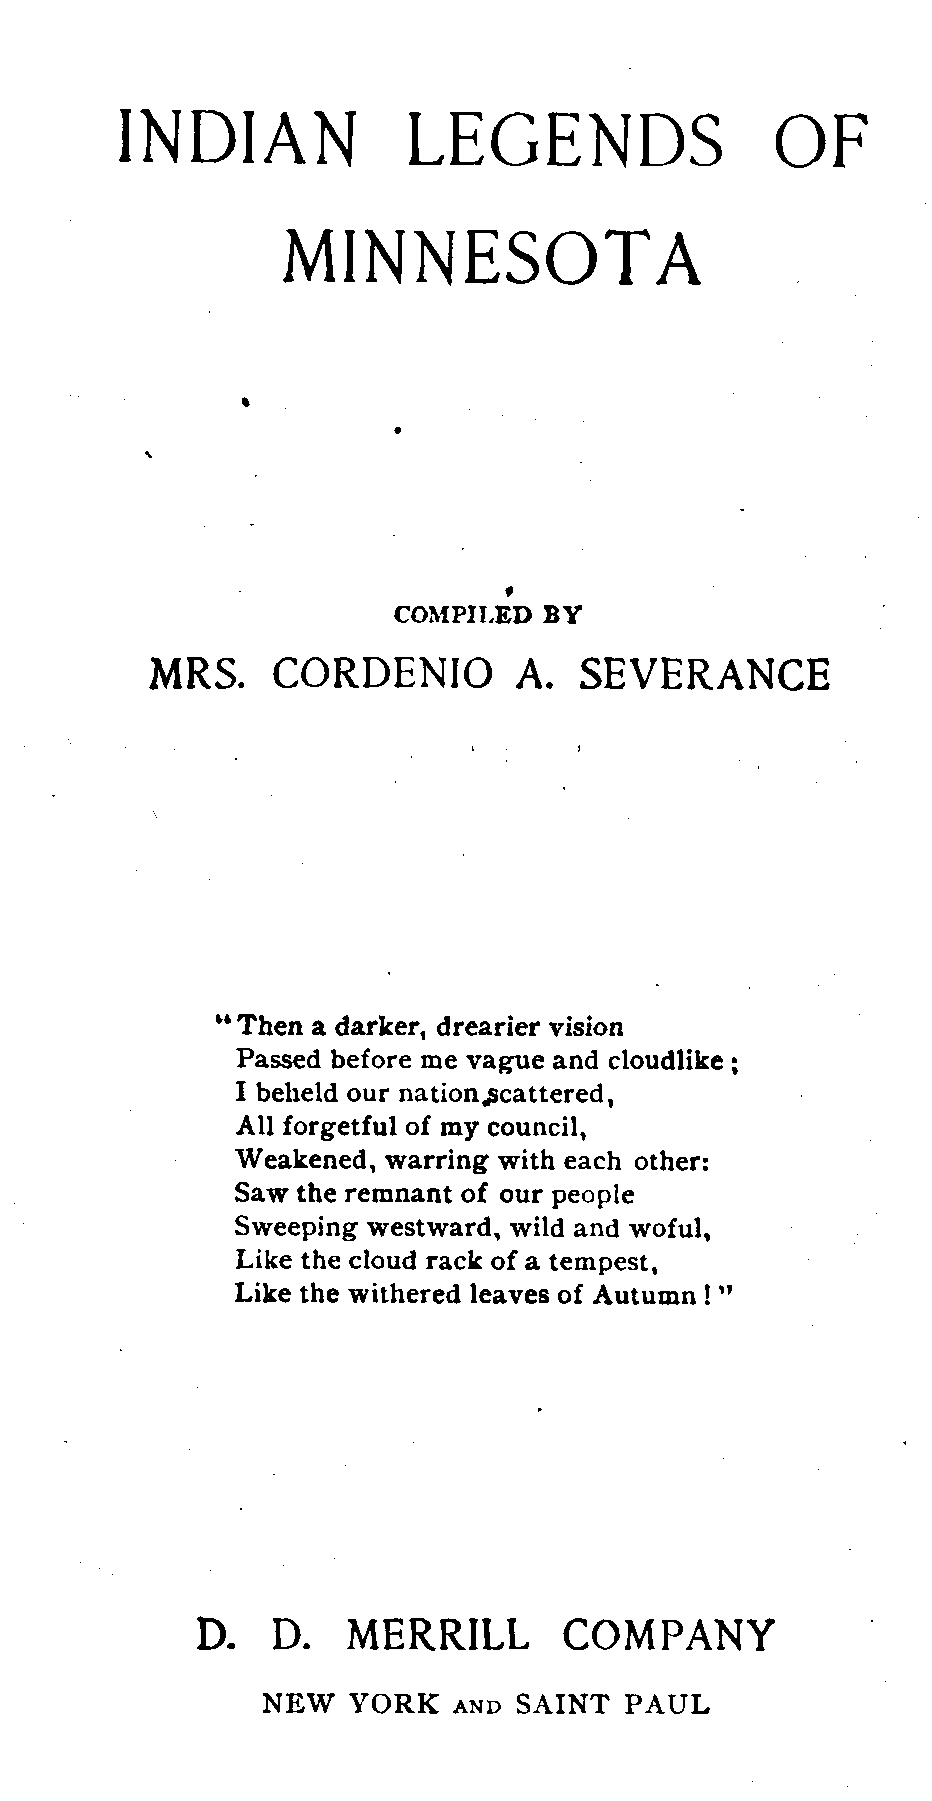 INDIAN LEGENDS OF
MINNESOTA
COMPILED BY
MRS. CORDENIO A. SEVERANCE
“Then a darker, drearier vision
Passed before me vague and cloudlike;
I beheld our nation scattered,
All forgetful of my council,
Weakened, warring with each other:
Saw the remnant of our people
Sweeping westward, wild and woful,
Like the cloud rack of a tempest,
Like the withered leaves of Autumn!”
D. D. MERRILL COMPANY
NEW YORK AND SAINT PAUL